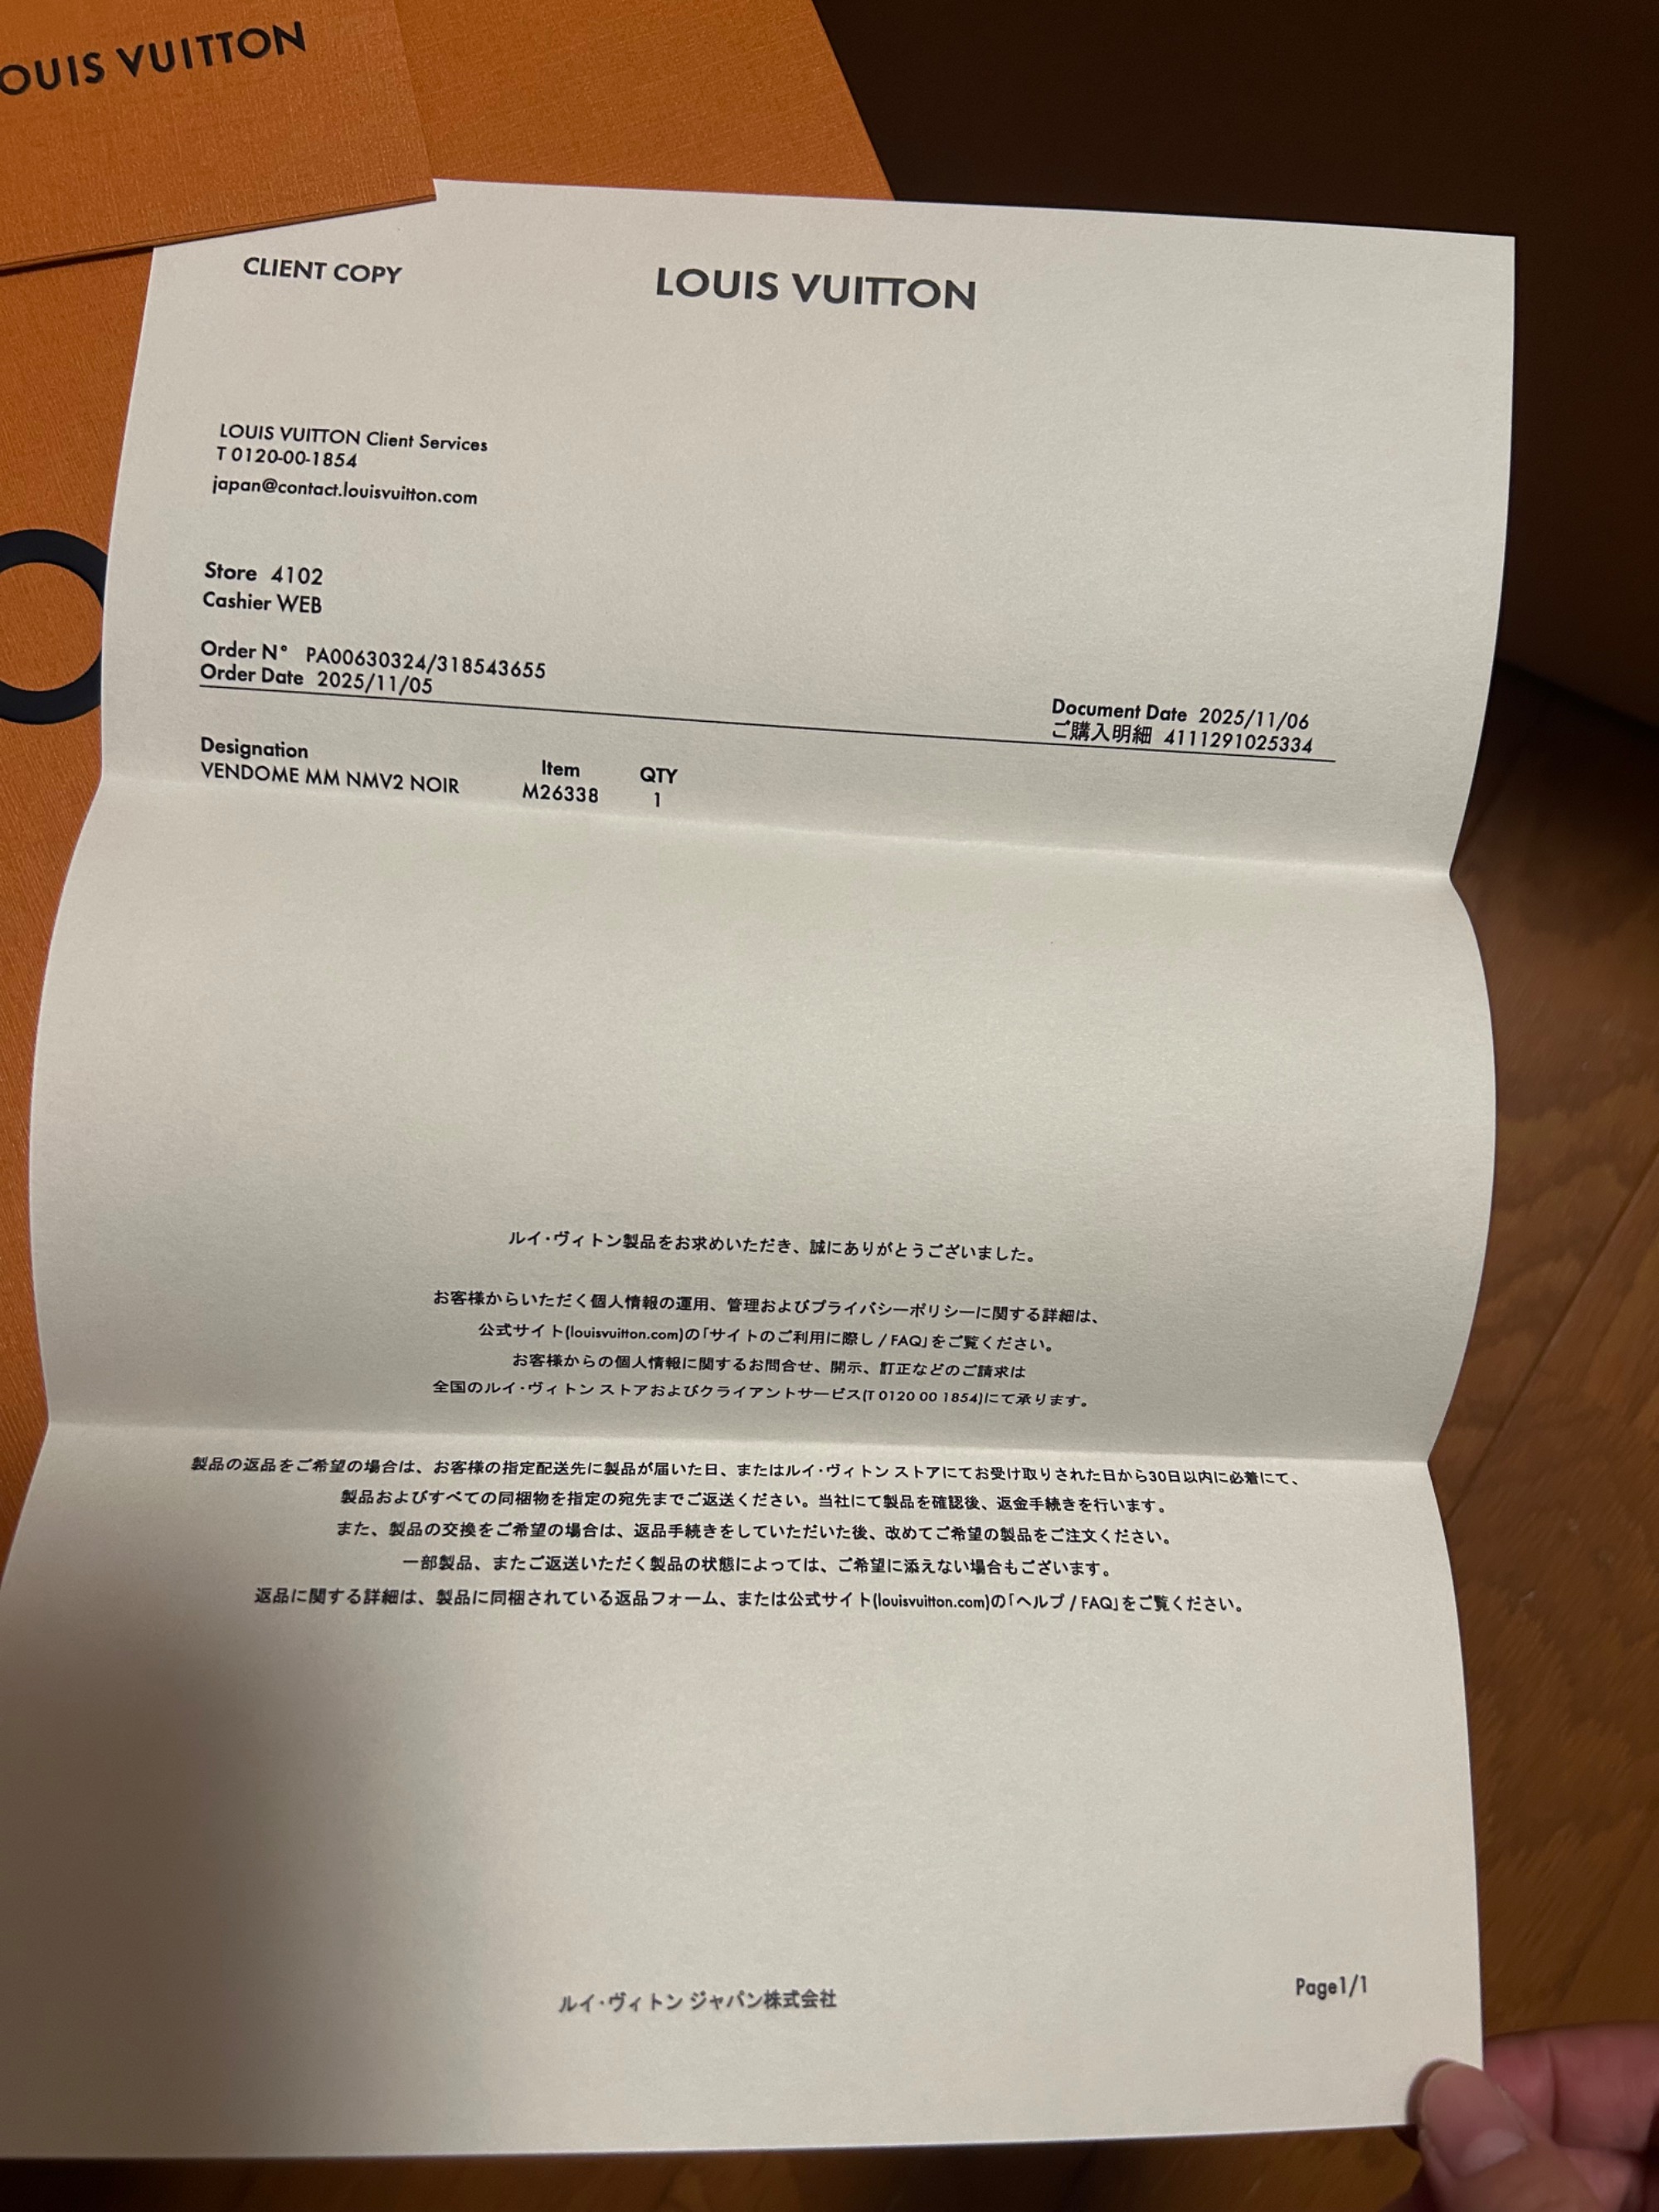 OUIS VUITTON
CLIENT COPY
LOUIS VUITTON
LOUIS VUITTON Client Services
T 0120-00-1854
japan@contact.louisvuitton.com
Store 4102
Cashier WEB
Order N° PA00630324/318543655
Order Date 2025/11/05
Document Date 2025/11/06
ご購入明細 4111291025334
Designation Item QTY
VENDOME MM NMV2 NOIR M26338 1
ルイ・ヴィトン製品をお求めいただき、誠にありがとうございました。
お客様からいただく個人情報の運用、管理およびプライバシーポリシーに関する詳細は、
公式サイト(louisvuitton.com)の「サイトのご利用に際し / FAQ」をご覧ください。
お客様からの個人情報に関するお問合せ、開示、訂正などのご請求は
全国のルイ・ヴィトン ストアおよびクライアントサービス(T 0120 00 1854)にて承ります。
製品の返品をご希望の場合は、お客様の指定配送先に製品が届いた日、またはルイ・ヴィトン ストアにてお受け取りされた日から30日以内に必着にて、
製品およびすべての同梱物を指定の宛先までご返送ください。当社にて製品を確認後、返金手続きを行います。
また、製品の交換をご希望の場合は、返品手続きをしていただいた後、改めてご希望の製品をご注文ください。
一部製品、またご返送いただく製品の状態によっては、ご希望に添えない場合もございます。
返品に関する詳細は、製品に同梱されている返品フォーム、または公式サイト(louisvuitton.com)の「ヘルプ / FAQ」をご覧ください。
ルイ・ヴィトン ジャパン株式会社
Page1/1